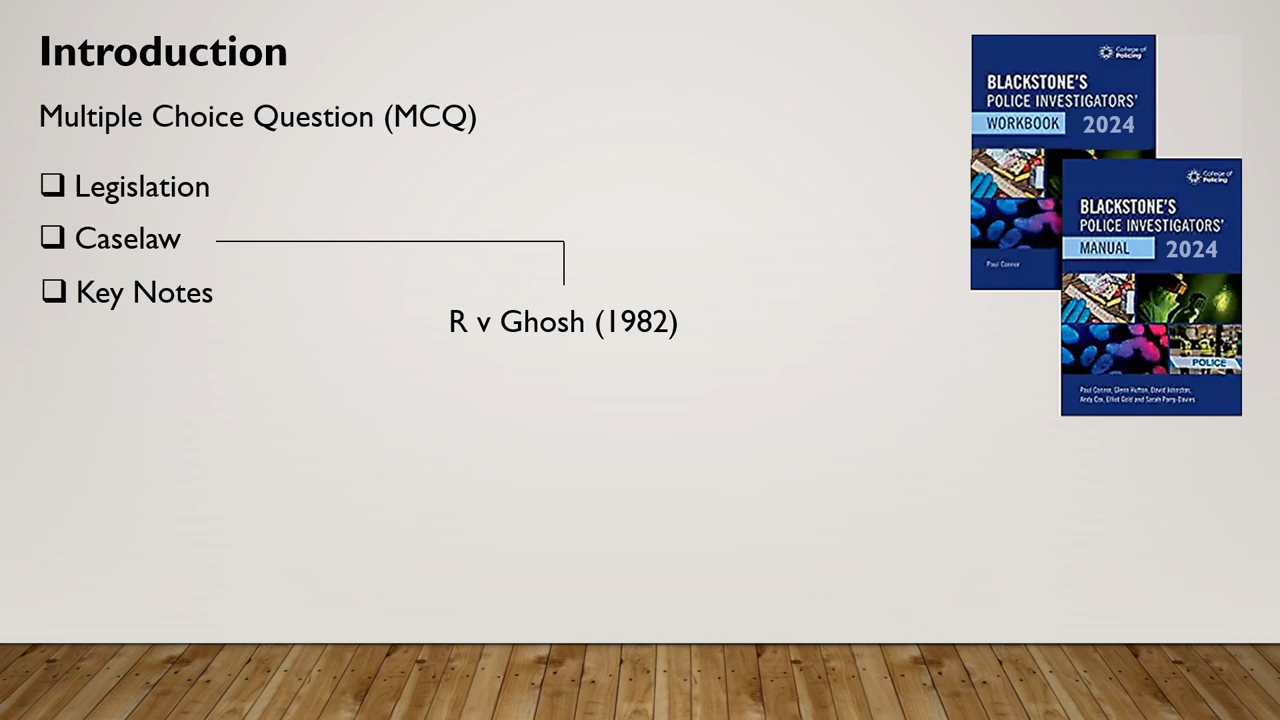 Introduction
Multiple Choice Question (MCQ)
Legislation
Caselaw
Key Notes
R v Ghosh (1982)
College of
Policing
BLACKSTONE'S
POLICE INVESTIGATORS'
WORKBOOK 2024
Paul Connor
College of
Policing
BLACKSTONE'S
POLICE INVESTIGATORS'
MANUAL 2024
POLICE
Paul Connor, Glenn Hutton, David Johnston,
Andy Cox, Elliot Gold and Sarah Parry-Davies